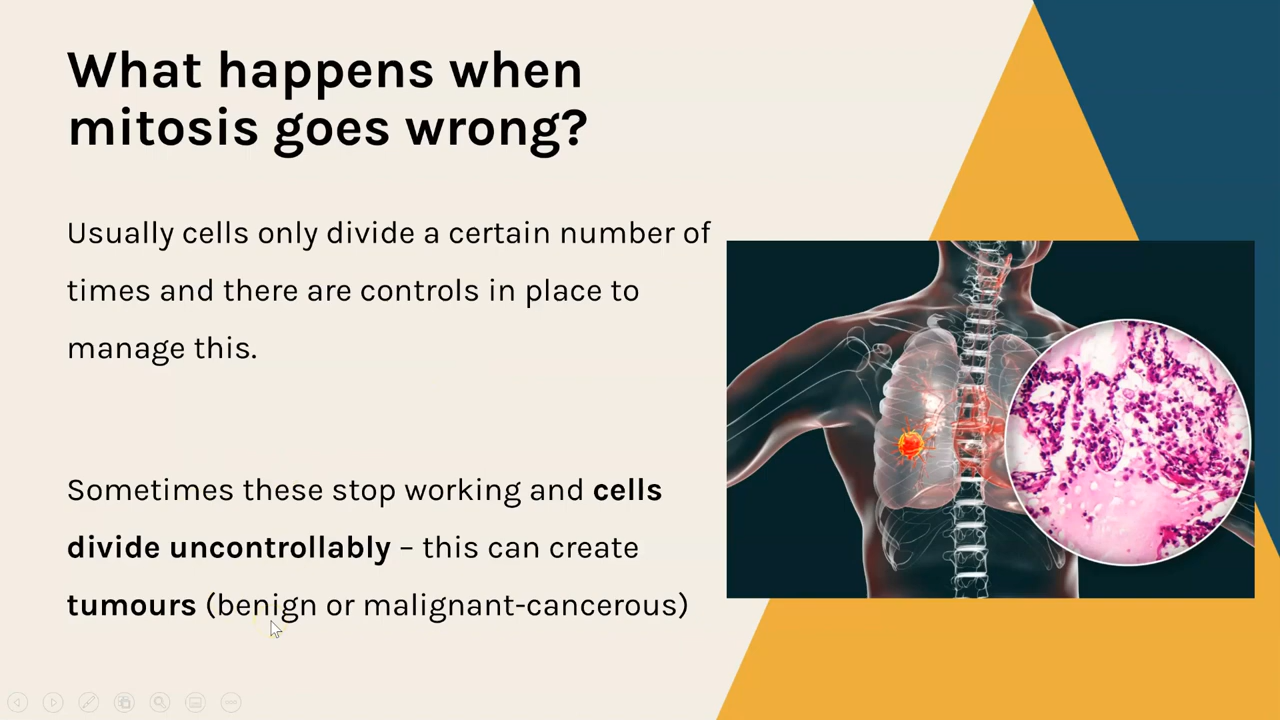 What happens when
mitosis goes wrong?
Usually cells only divide a certain number of
times and there are controls in place to
manage this.
Sometimes these stop working and cells
divide uncontrollably – this can create
tumours (benign or malignant-cancerous)